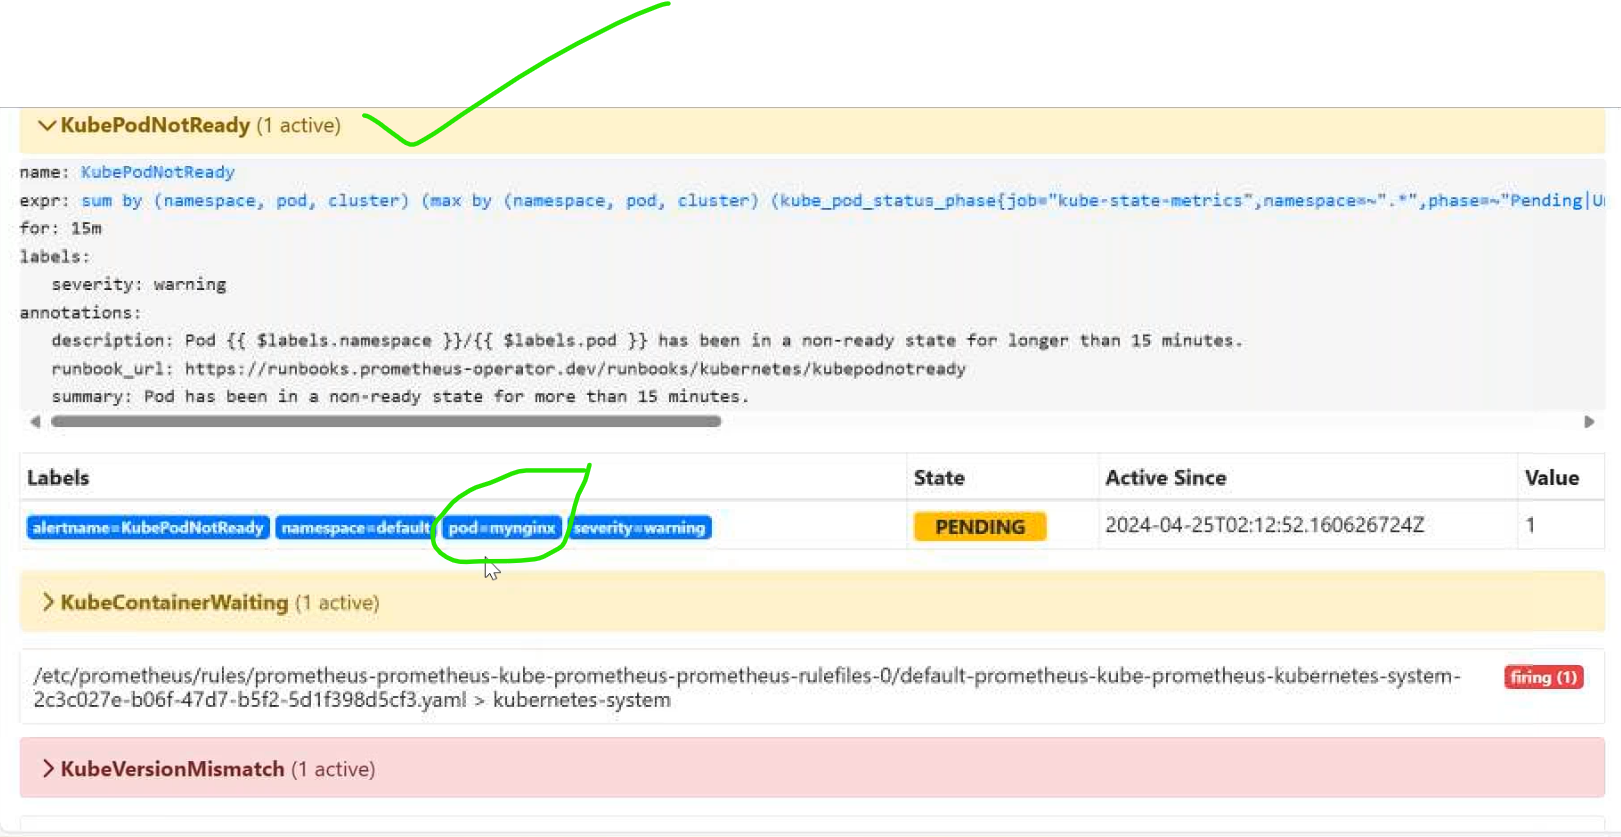 KubePodNotReady (1 active)
name: KubePodNotReady
expr: sum by (namespace, pod, cluster) (max by (namespace, pod, cluster) (kube_pod_status_phase{job="kube-state-metrics",namespace=~".*",phase=~"Pending|U
for: 15m
labels:
severity: warning
annotations:
description: Pod {{ $labels.namespace }}/{{ $labels.pod }} has been in a non-ready state for longer than 15 minutes.
runbook_url: https://runbooks.prometheus-operator.dev/runbooks/kubernetes/kubepodnotready
summary: Pod has been in a non-ready state for more than 15 minutes.
Labels State Active Since Value
alertname=KubePodNotReady namespace=default pod=mynginx severity=warning PENDING 2024-04-25T02:12:52.160626724Z 1
KubeContainerWaiting (1 active)
/etc/prometheus/rules/prometheus-prometheus-kube-prometheus-prometheus-rulefiles-0/default-prometheus-kube-prometheus-kubernetes-system- firing (1)
2c3c027e-b06f-47d7-b5f2-5d1f398d5cf3.yaml > kubernetes-system
KubeVersionMismatch (1 active)